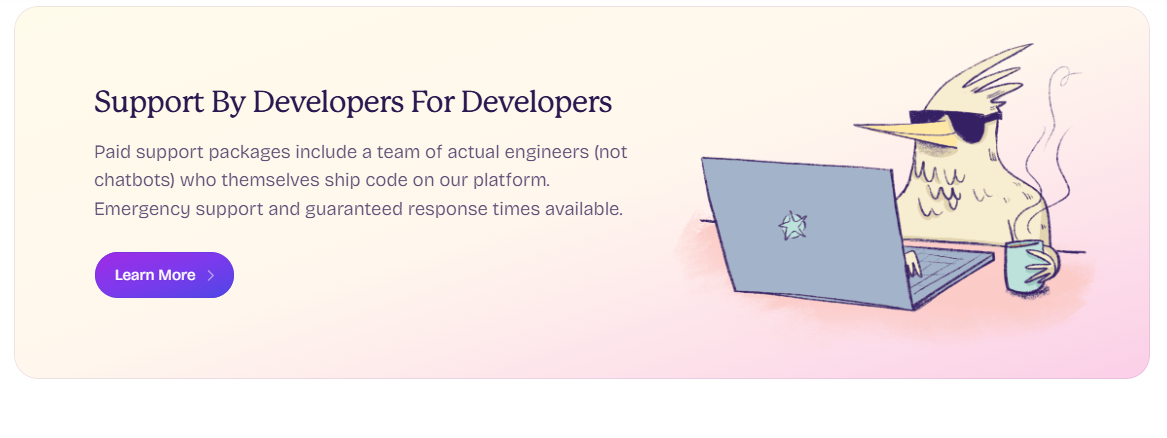 Support By Developers For Developers
Paid support packages include a team of actual engineers (not
chatbots) who themselves ship code on our platform.
Emergency support and guaranteed response times available.
Learn More